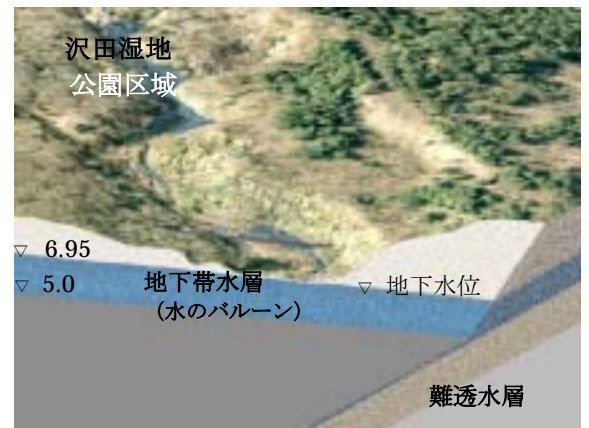 沢田湿地
公園区域
▽ 6.95
▽ 5.0
地下帯水層
（水のバルーン）
▽ 地下水位
難透水層